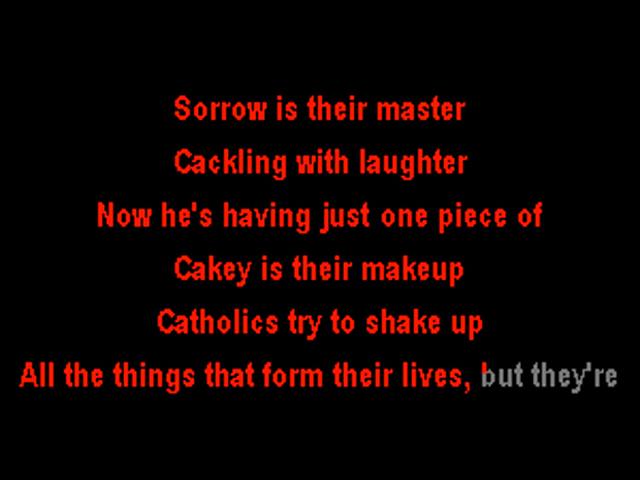 Sorrow is their master
Cackling with laughter
Now he's having just one piece of
Cakey is their makeup
Catholics try to shake up
All the things that form their lives, but they're